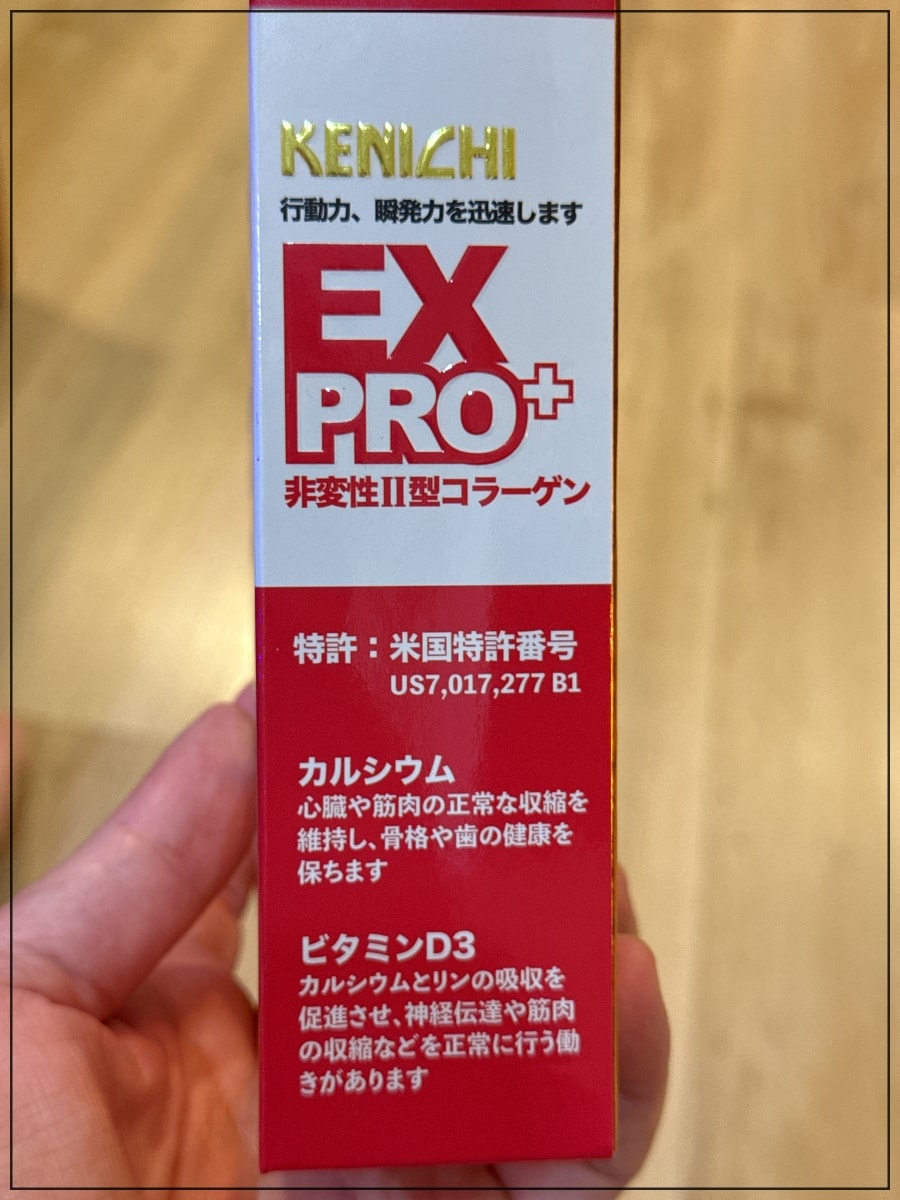 KENICHI
行動力、瞬発力を迅速します
EX
PRO+
非変性II型コラーゲン
特許：米国特許番号
US7,017,277 B1
カルシウム
心臓や筋肉の正常な収縮を
維持し、骨格や歯の健康を
保ちます
ビタミンD3
カルシウムとリンの吸収を
促進させ、神経伝達や筋肉
の収縮などを正常に行う働
きがあります